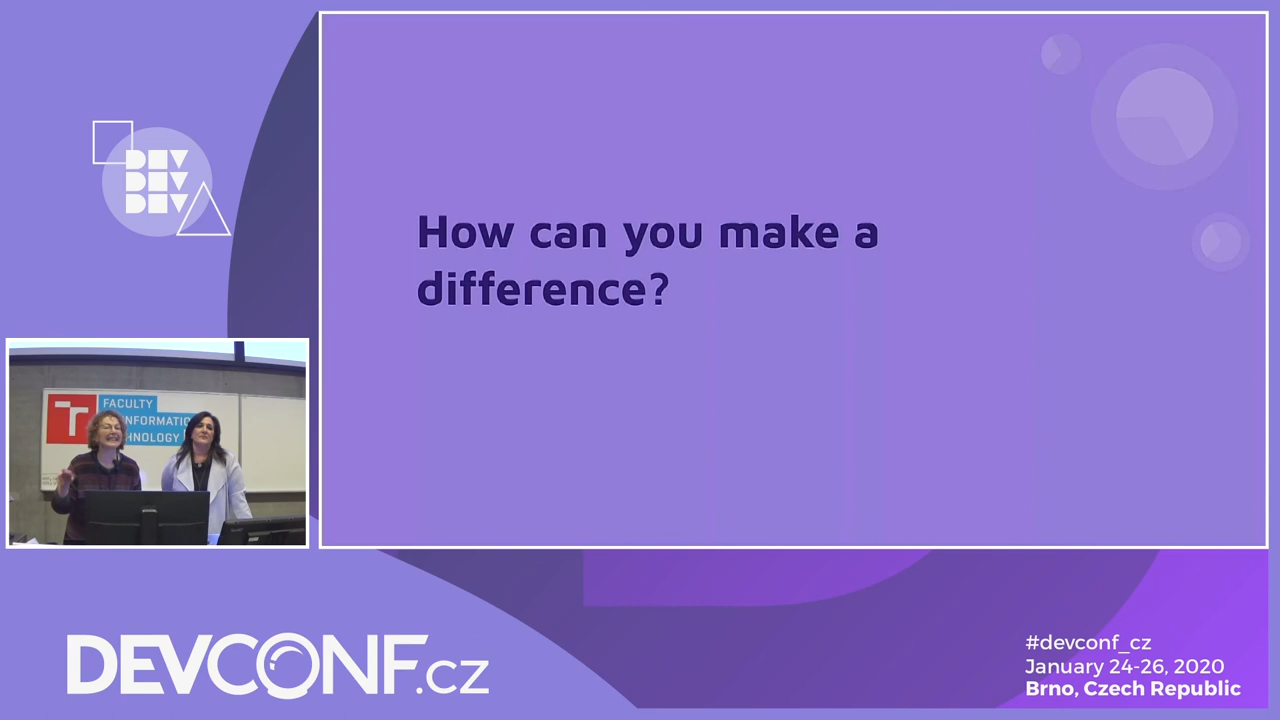 How can you make a
difference?
DEV
DEV
DEV
FACULTY
INFORMATIO
HNOLOGY
DEVCONF.cz
#devconf_cz
January 24-26, 2020
Brno, Czech Republic